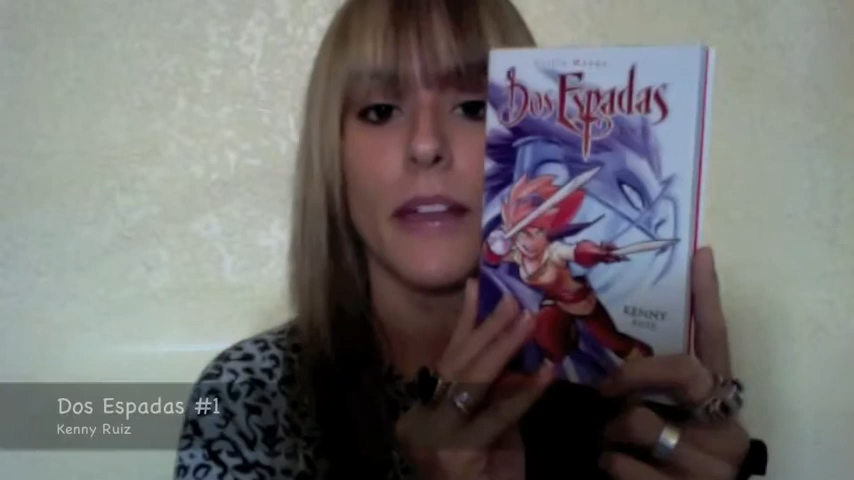 Dos Espadas
KENNY
RUIZ
Dos Espadas #1
Kenny Ruiz